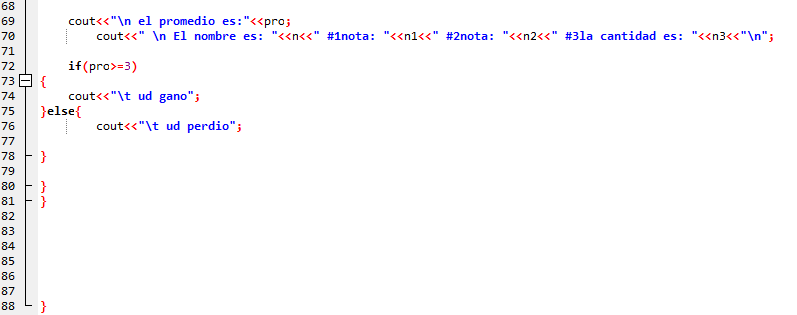 68
69 cout<<"\n el promedio es:"<<pro;
70 cout<<" \n El nombre es: "<<n<<" #1nota: "<<n1<<" #2nota: "<<n2<<" #3la cantidad es: "<<n3<<"\n";
71
72 if(pro>=3)
73 {
74 cout<<"\t ud gano";
75 }else{
76 cout<<"\t ud perdio";
77
78 }
79
80 }
81 }
82
83
84
85
86
87
88 }